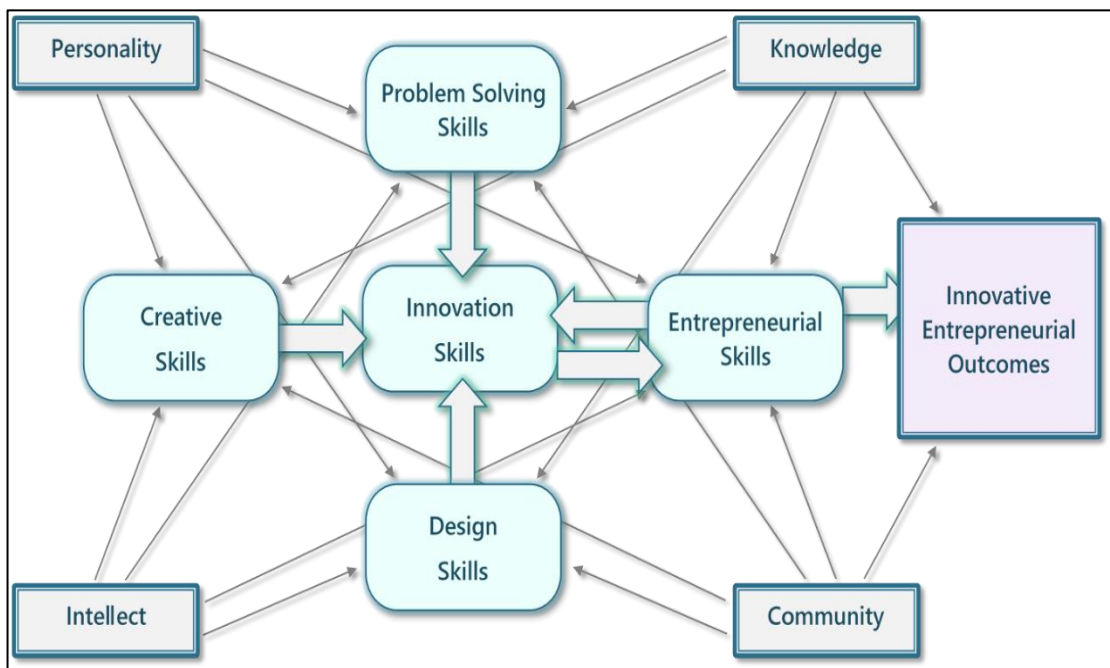 Personality
Knowledge
Problem Solving
Skills
Creative
Skills
Innovation
Skills
Entrepreneurial
Skills
Innovative
Entrepreneurial
Outcomes
Design
Skills
Intellect
Community